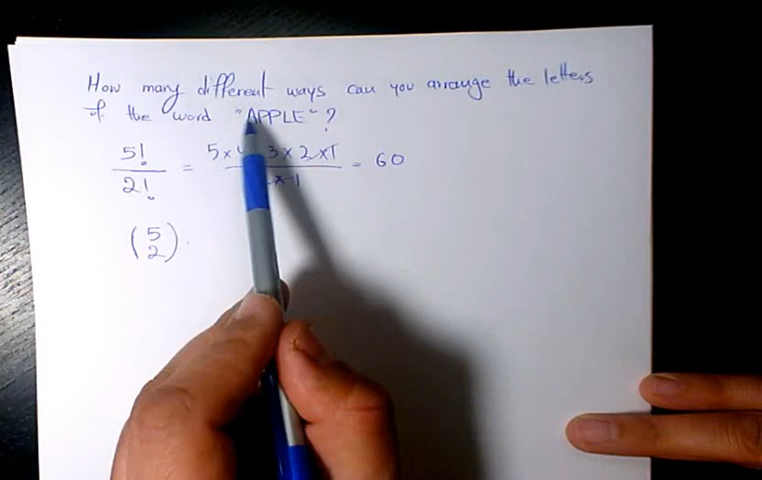 How many different ways can you arrange the letters
of the word "APPLE"?
5! / 2! = 5 x 3 x 2 x 1 / x 1 = 60
(5 2).